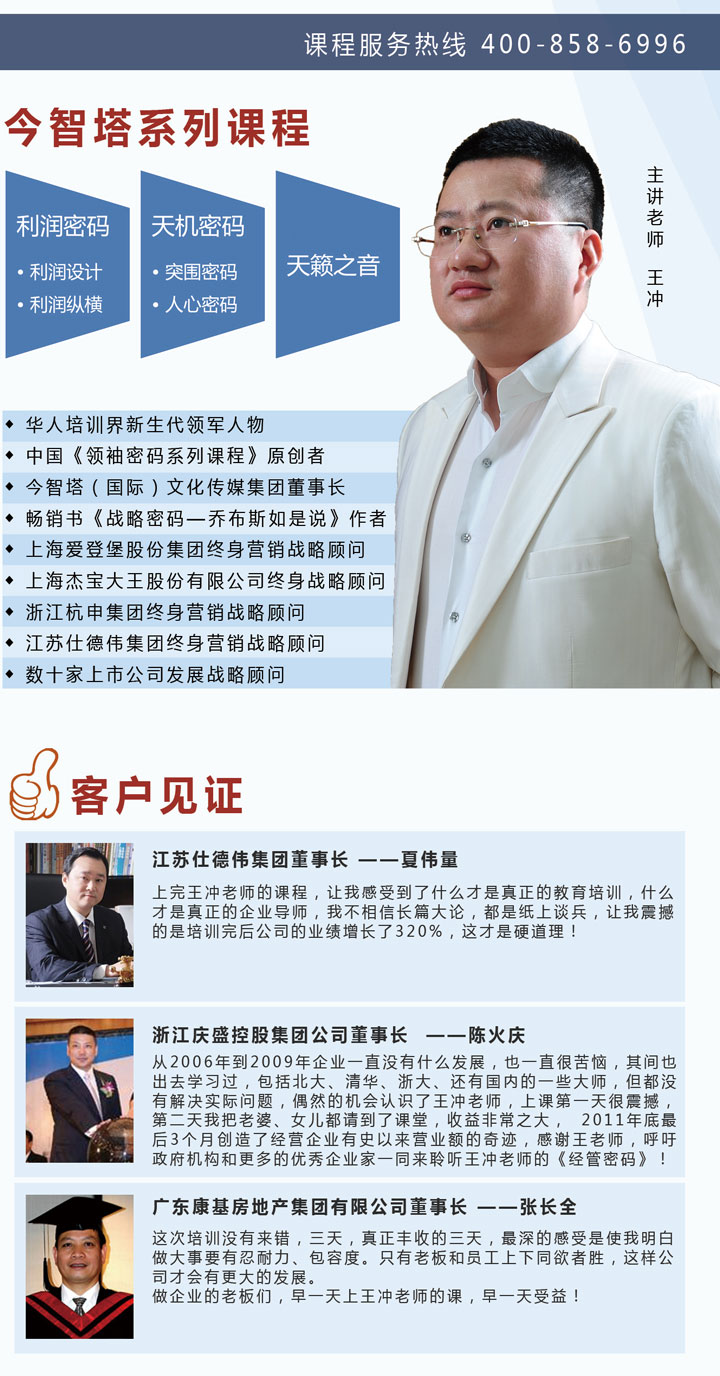 课程服务热线 400-858-6996
今智塔系列课程
利润密码
• 利润设计
• 利润纵横
天机密码
• 突围密码
• 人心密码
天籁之音
主讲老师 王冲
◆ 华人培训界新生代领军人物
◆ 中国《领袖密码系列课程》原创者
◆ 今智塔（国际）文化传媒集团董事长
◆ 畅销书《战略密码—乔布斯如是说》作者
◆ 上海爱登堡股份集团终身营销战略顾问
◆ 上海杰宝大王股份有限公司终身战略顾问
◆ 浙江杭申集团终身营销战略顾问
◆ 江苏仕德伟集团终身营销战略顾问
◆ 数十家上市公司发展战略顾问
客户见证
江苏仕德伟集团董事长 ——夏伟量
上完王冲老师的课程，让我感受到了什么才是真正的教育培训，什么
才是真正的企业导师，我不相信长篇大论，都是纸上谈兵，让我震撼
的是培训完后公司的业绩增长了320%，这才是硬道理！
浙江庆盛控股集团公司董事长 ——陈火庆
从2006年到2009年企业一直没有什么发展，也一直很苦恼，其间也
出去学习过，包括北大、清华、浙大、还有国内的一些大师，但都没
有解决实际问题，偶然的机会认识了王冲老师，上课第一天很震撼，
第二天我把老婆、女儿都请到了课堂，收益非常之大， 2011年底最
后3个月创造了经营企业有史以来营业额的奇迹，感谢王老师，呼吁
政府机构和更多的优秀企业家一同来聆听王冲老师的《经管密码》！
广东康基房地产集团有限公司董事长 ——张长全
这次培训没有来错，三天，真正丰收的三天，最深的感受是使我明白
做大事要有忍耐力、包容度。只有老板和员工上下同欲者胜，这样公
司才会有更大的发展。
做企业的老板们，早一天上王冲老师的课，早一天受益！